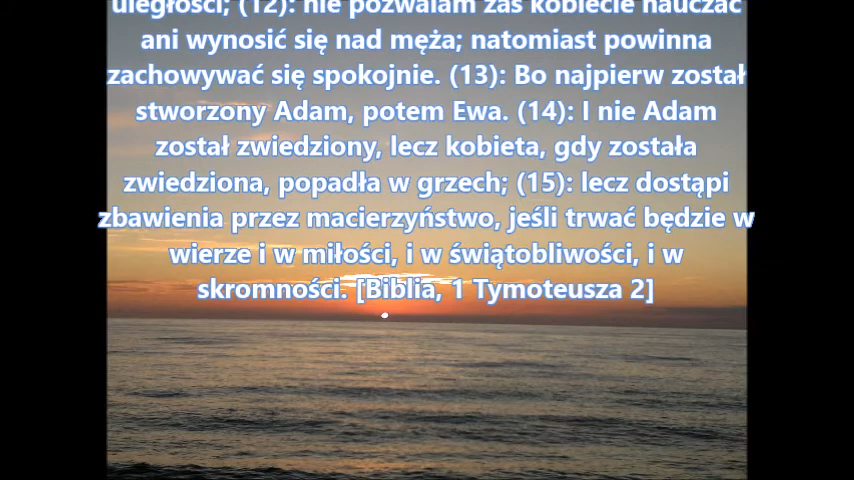 uległości; (12): nie pozwalam zaś kobiecie nauczać
ani wynosić się nad męża; natomiast powinna
zachowywać się spokojnie. (13): Bo najpierw został
stworzony Adam, potem Ewa. (14): I nie Adam
został zwiedziony, lecz kobieta, gdy została
zwiedziona, popadła w grzech; (15): lecz dostąpi
zbawienia przez macierzyństwo, jeśli trwać będzie w
wierze i w miłości, i w świątobliwości, i w
skromności. [Biblia, 1 Tymoteusza 2]